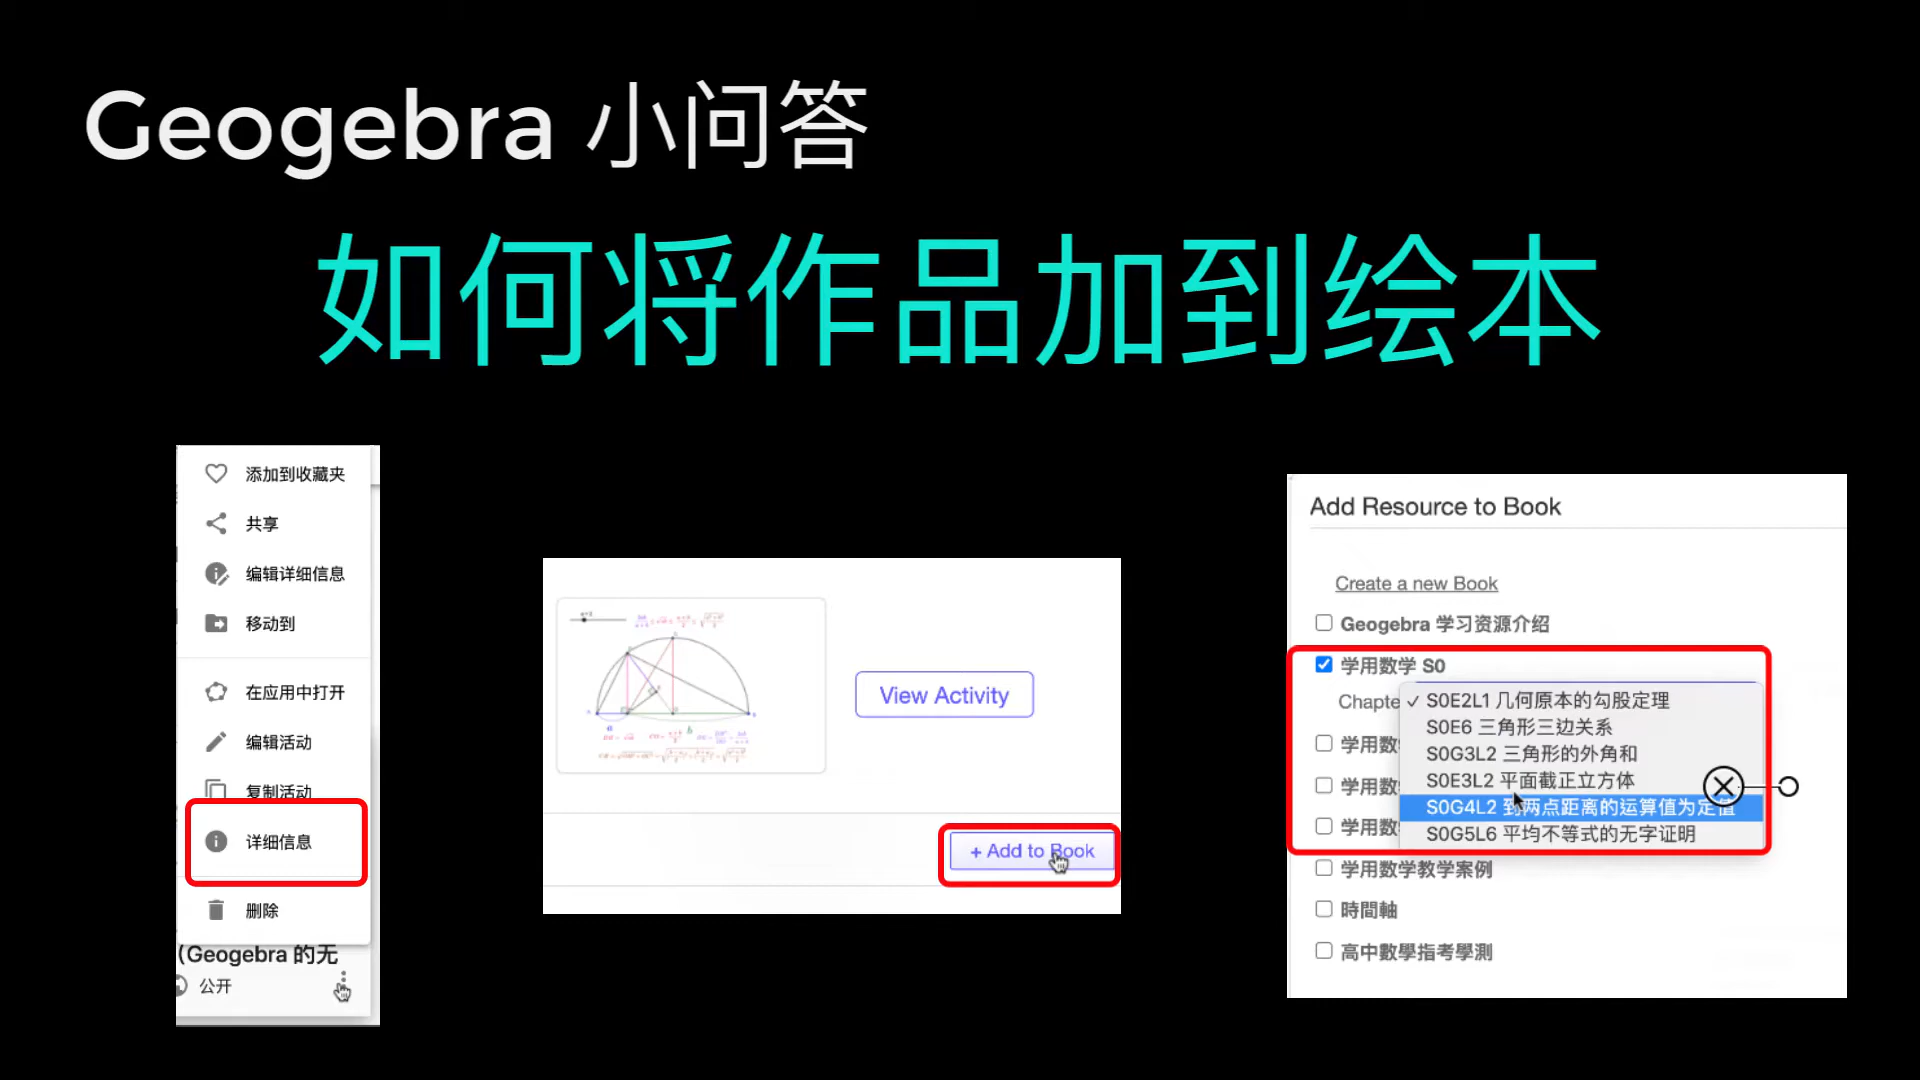 Geogebra 小问答
如何将作品加到绘本
添加到收藏夹
共享
编辑详细信息
移动到
在应用中打开
编辑活动
复制活动
详细信息
删除
(Geogebra 的无
公开
View Activity
+ Add to Book
Add Resource to Book
Create a new Book
Geogebra 学习资源介绍
学用数学 S0
Chapte
✓ S0E2L1 几何原本的勾股定理
S0E6 三角形三边关系
S0G3L2 三角形的外角和
学用数
S0E3L2 平面截正立方体
学用数
S0G4L2 到两点距离的运算值为定值
学用数
S0G5L6 平均不等式的无字证明
学用数学教学案例
時間軸
高中數學指考學測